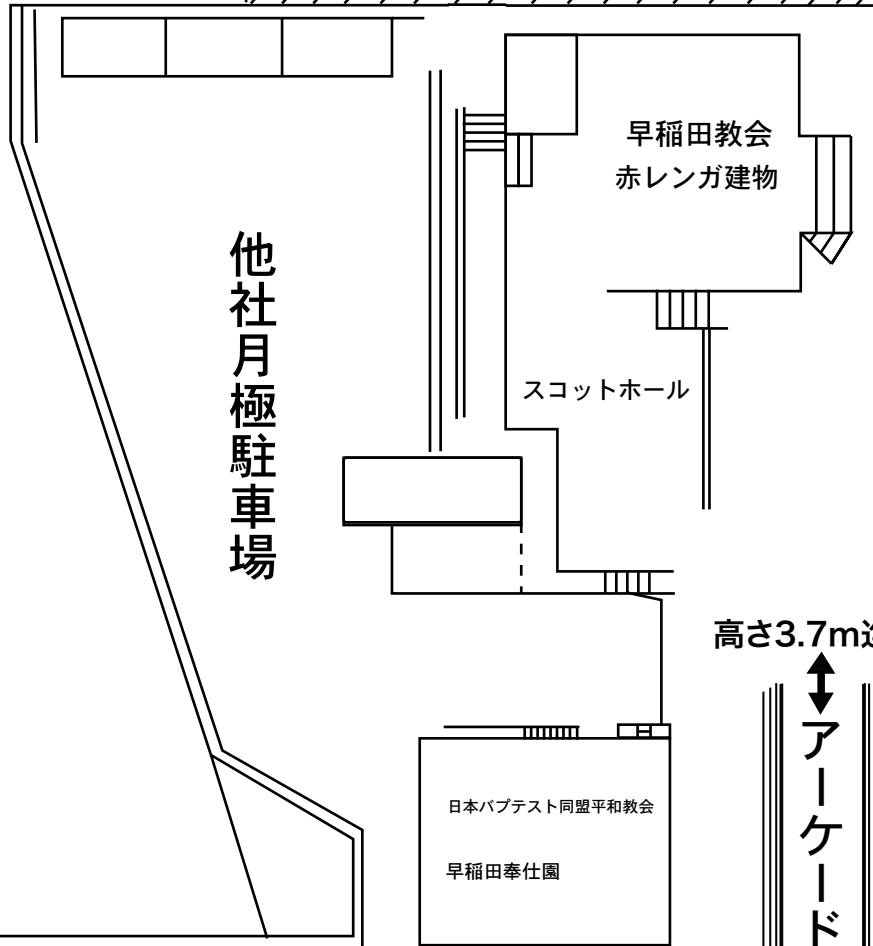 早稲田教会
赤レンガ建物
他社月極駐車場
スコットホール
高さ3.7m
アーケード
日本バプテスト同盟平和教会
早稲田奉仕園